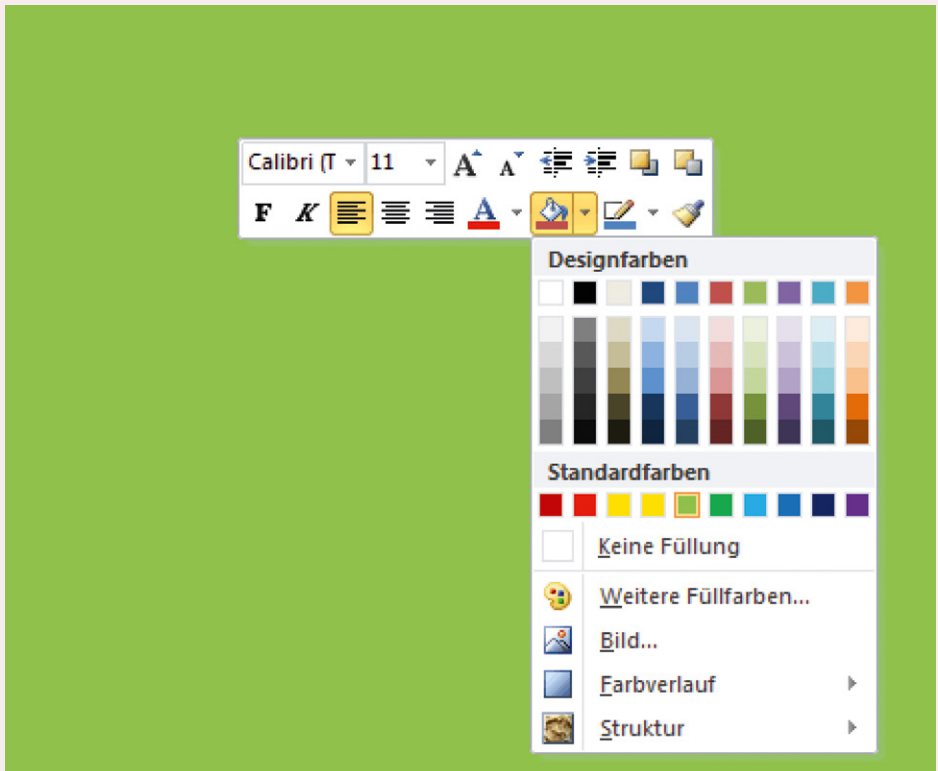 Calibri (T 11 A A
F K A
Designfarben
Standardfarben
Keine Füllung
Weitere Füllfarben...
Bild...
Farbverlauf
Struktur